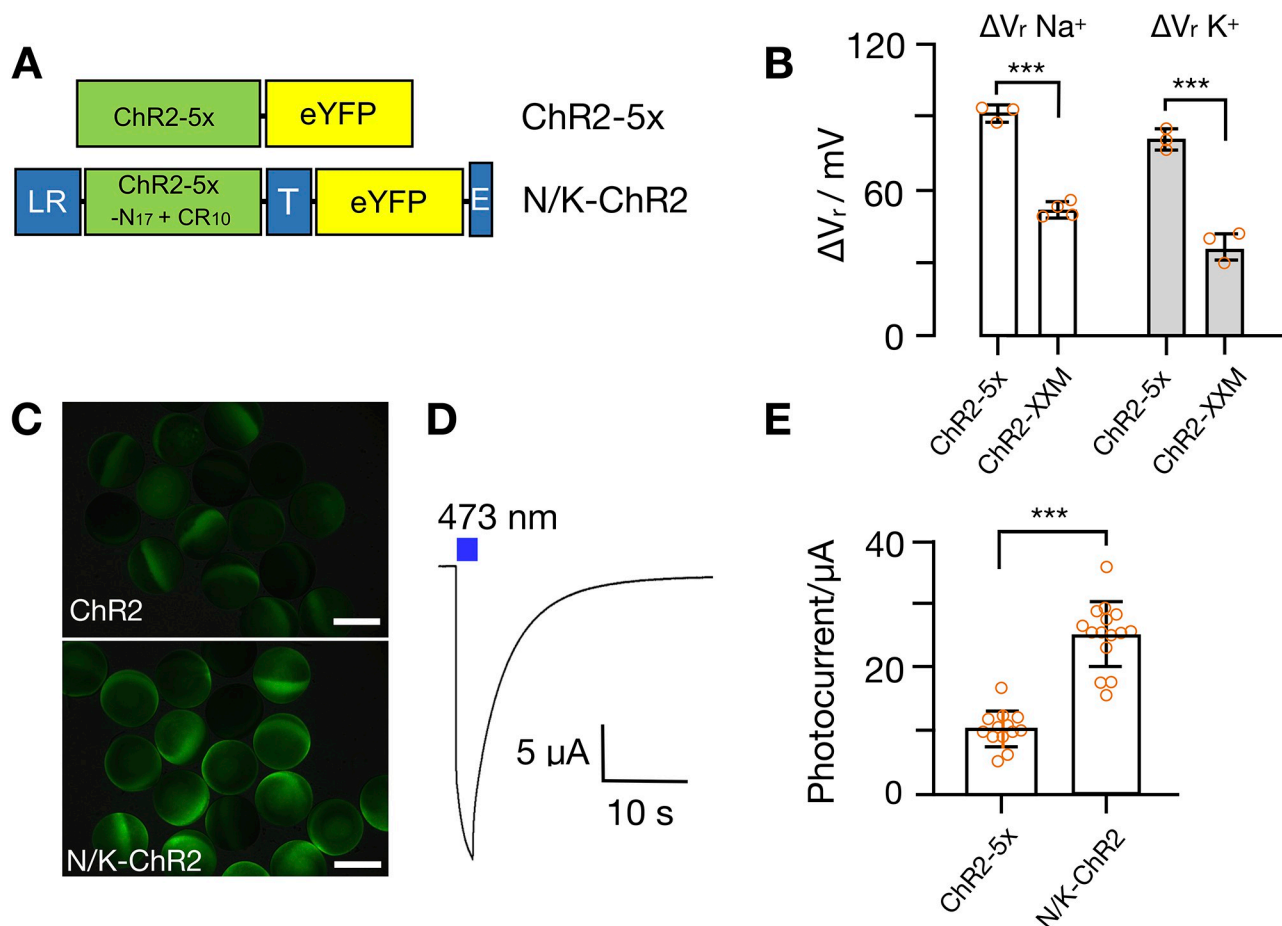 A
ChR2-5x
eYFP
ChR2-5x
LR
ChR2-5x
-N17 + CR10
T
eYFP
E
N/K-ChR2
B
ΔVr Na+
ΔVr K+
***
***
120
60
0
ΔVr / mV
ChR2-5x
ChR2-XXM
ChR2-5x
ChR2-XXM
C
ChR2
N/K-ChR2
D
473 nm
5 µA
10 s
E
***
40
20
0
Photocurrent/µA
ChR2-5x
N/K-ChR2